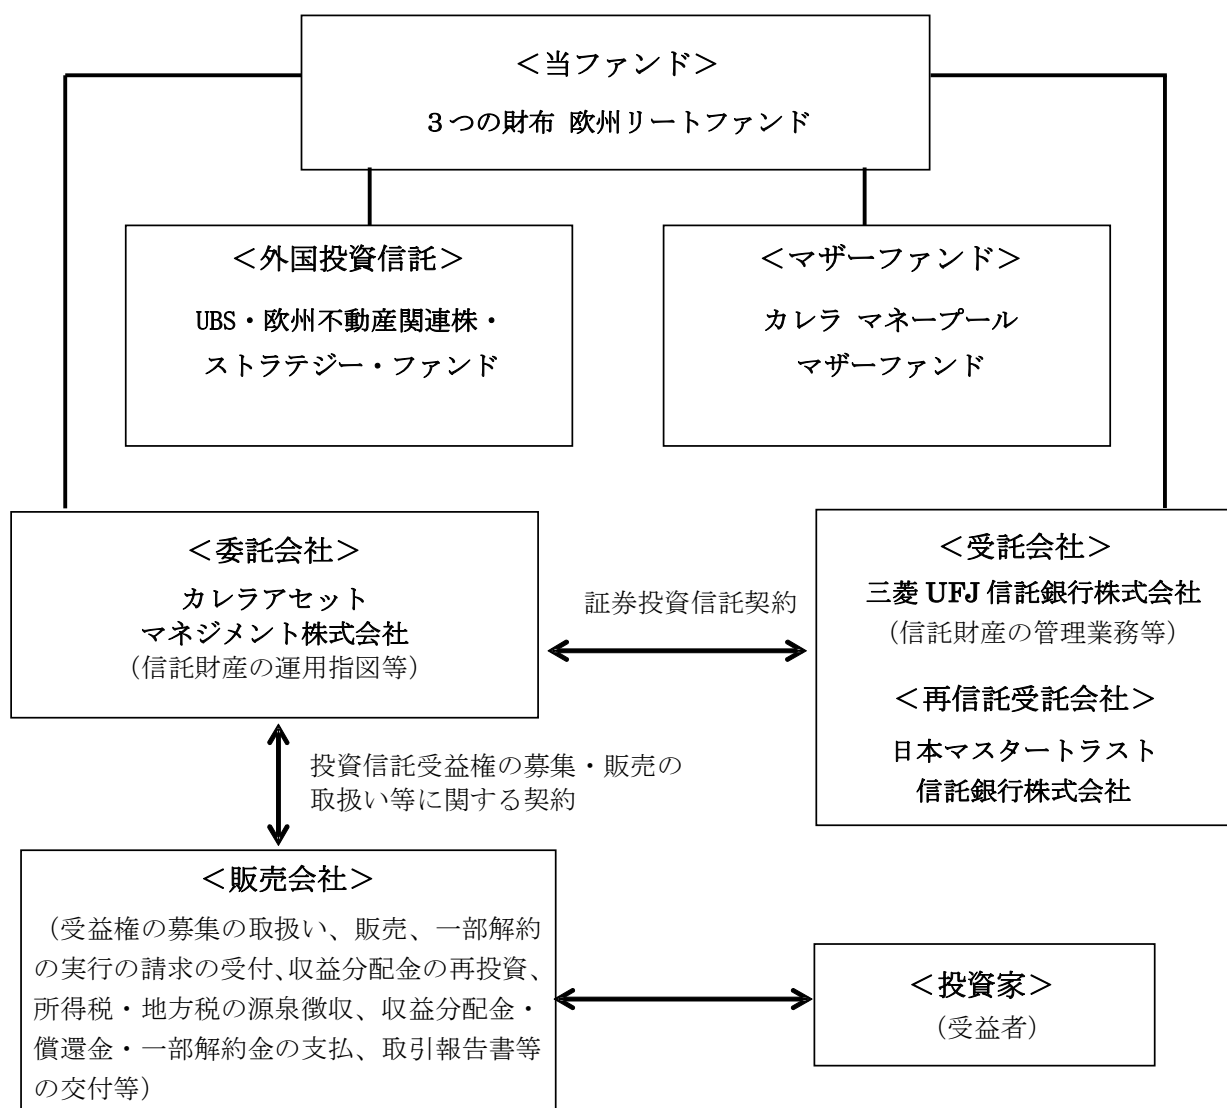 ＜当ファンド＞
３つの財布 欧州リートファンド
＜外国投資信託＞
UBS・欧州不動産関連株・
ストラテジー・ファンド
＜マザーファンド＞
カレラ マネープール
マザーファンド
＜委託会社＞
カレラアセット
マネジメント株式会社
（信託財産の運用指図等）
証券投資信託契約
＜受託会社＞
三菱 UFJ 信託銀行株式会社
（信託財産の管理業務等）
＜再信託受託会社＞
日本マスタートラスト
信託銀行株式会社
投資信託受益権の募集・販売の
取扱い等に関する契約
＜販売会社＞
（受益権の募集の取扱い、販売、一部解約
の実行の請求の受付、収益分配金の再投資、
所得税・地方税の源泉徴収、収益分配金・
償還金・一部解約金の支払、取引報告書等
の交付等）
＜投資家＞
（受益者）